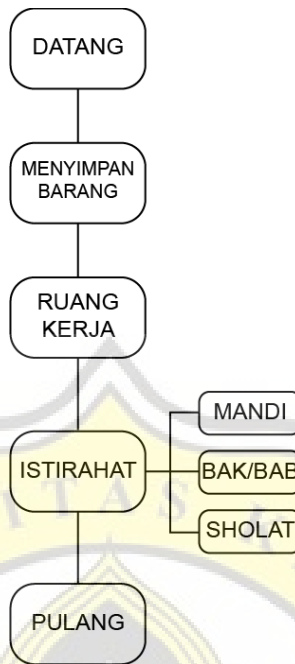 DATANG
MENYIMPAN
BARANG
RUANG
KERJA
MANDI
ISTIRAHAT
BAK/BAB
SHOLAT
PULANG